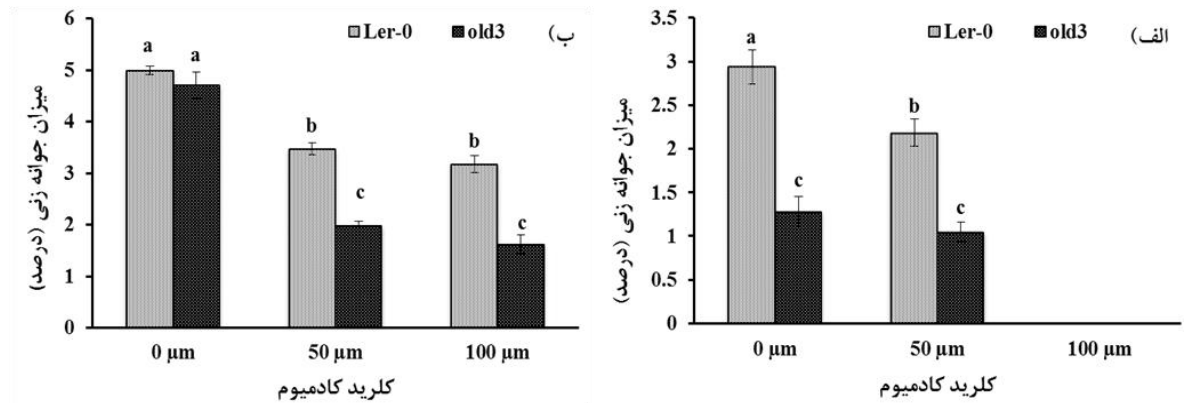 الف)
Ler-0 old3
میزان جوانه زنی (درصد)
3.5
3
2.5
2
1.5
1
0.5
0
a
c
b
c
0 µm 50 µm 100 µm
کلرید کادمیوم
ب)
Ler-0 old3
میزان جوانه زنی (درصد)
6
5
4
3
2
1
0
a
a
b
c
b
c
0 µm 50 µm 100 µm
کلرید کادمیوم